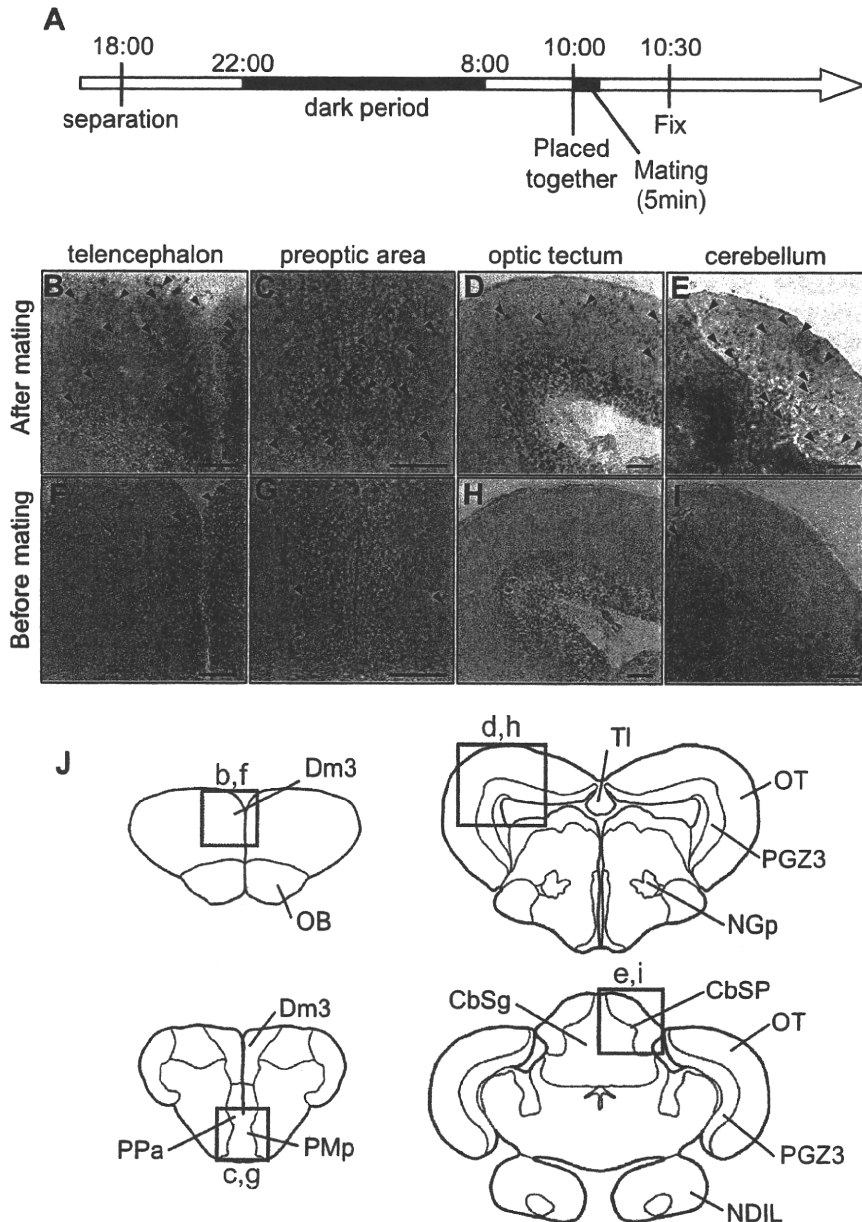 A
18:00
22:00
8:00
10:00
10:30
separation
dark period
Placed together
Mating (5min)
Fix
telencephalon
preoptic area
optic tectum
cerebellum
After mating
B
C
D
E
Before mating
F
G
H
I
J
b,f
Dm3
OB
d,h
Tl
OT
PGZ3
NGp
Dm3
PPa
PMp
c,g
e,i
CbSg
CbSP
OT
PGZ3
NDIL